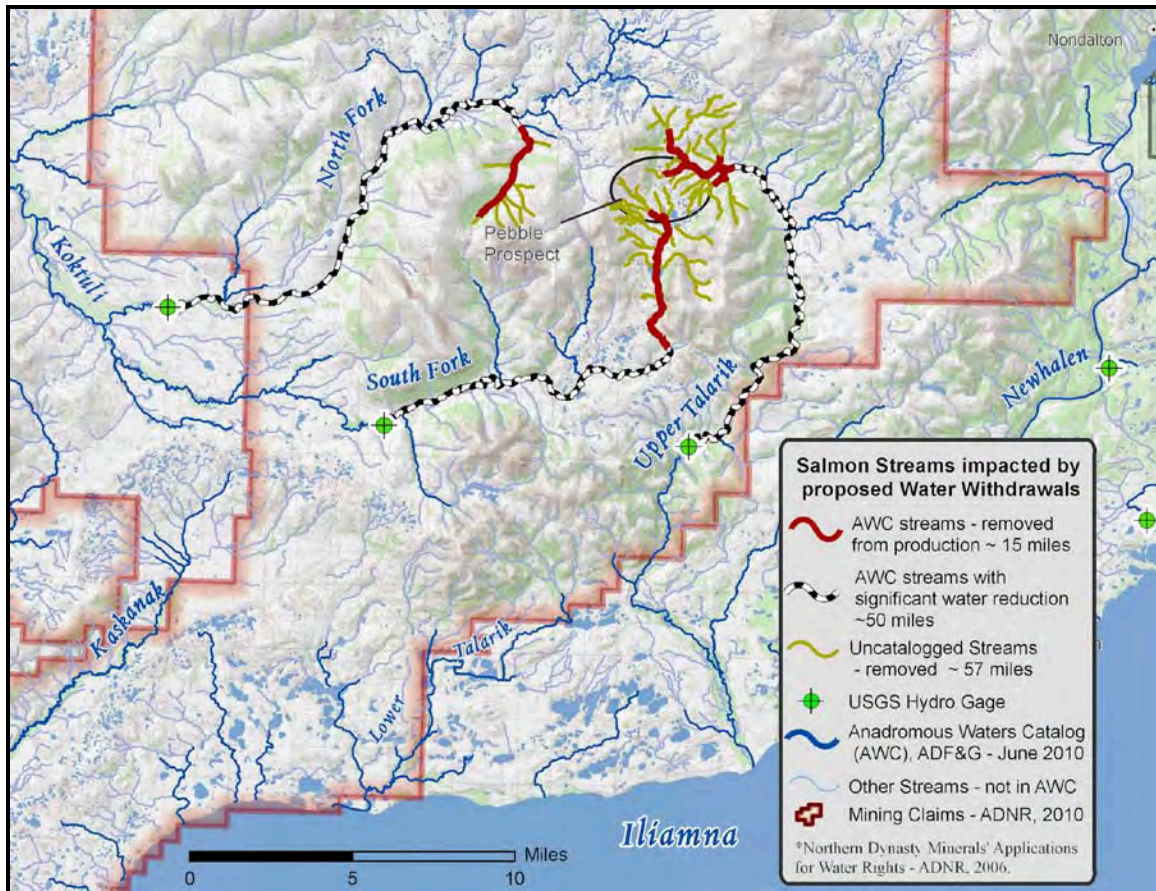 Nondalton
North Fork
Pebble
Prospect
Koktuli
South Fork
Upper Talarik
Newhalen
Kaskanak
Talarik
Lower
Iliamna
Miles
0
5
10
Salmon Streams impacted by
proposed Water Withdrawals
AWC streams - removed
from production ~ 15 miles
AWC streams with
significant water reduction
~50 miles
Uncatalogged Streams
- removed ~ 57 miles
USGS Hydro Gage
Anadromous Waters Catalog
(AWC), ADF&G - June 2010
Other Streams - not in AWC
Mining Claims - ADNR, 2010
*Northern Dynasty Minerals' Applications
for Water Rights - ADNR, 2006.